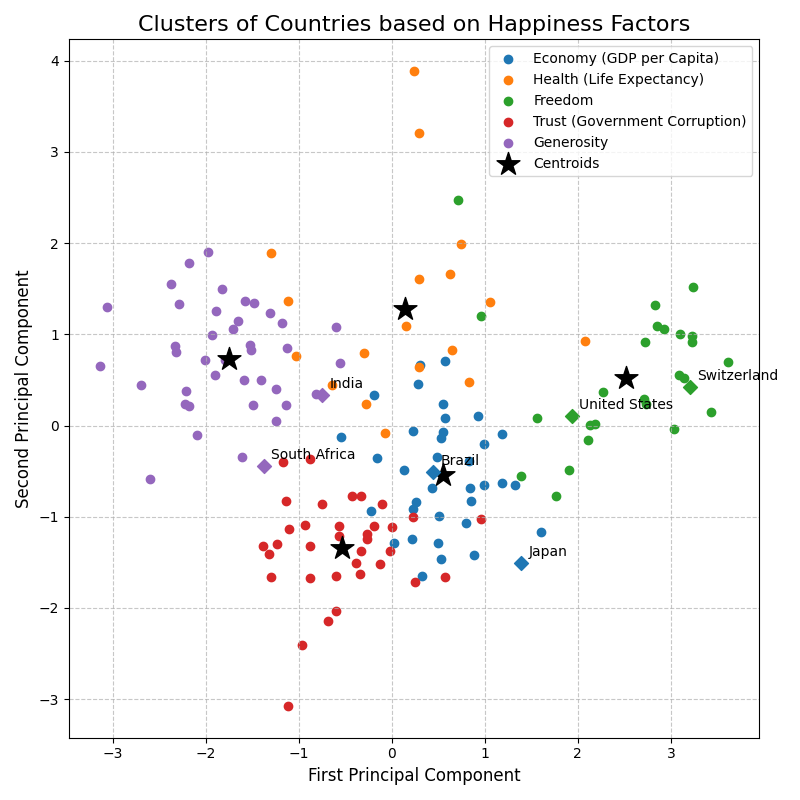 Clusters of Countries based on Happiness Factors
Economy (GDP per Capita)
Health (Life Expectancy)
Freedom
Trust (Government Corruption)
Generosity
Centroids
4
3
2
1
0
−1
−2
−3
Second Principal Component
India
South Africa
Brazil
Japan
United States
Switzerland
−3 −2 −1 0 1 2 3
First Principal Component